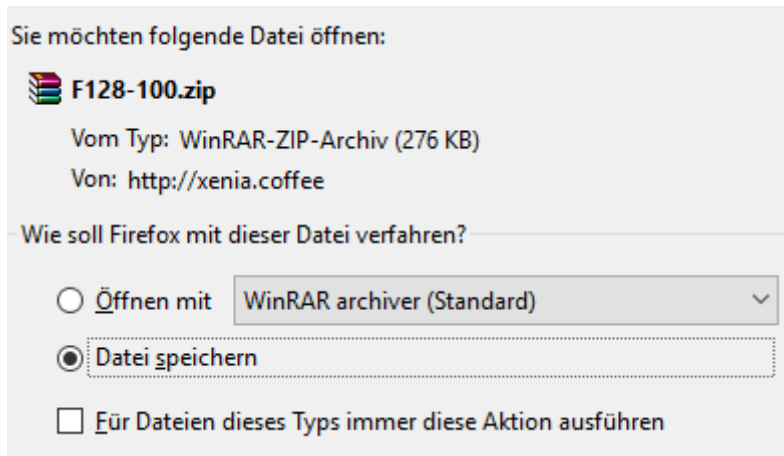 Sie möchten folgende Datei öffnen:
F128-100.zip
Vom Typ: WinRAR-ZIP-Archiv (276 KB)
Von: http://xenia.coffee
Wie soll Firefox mit dieser Datei verfahren?
Öffnen mit WinRAR archiver (Standard)
Datei speichern
Für Dateien dieses Typs immer diese Aktion ausführen